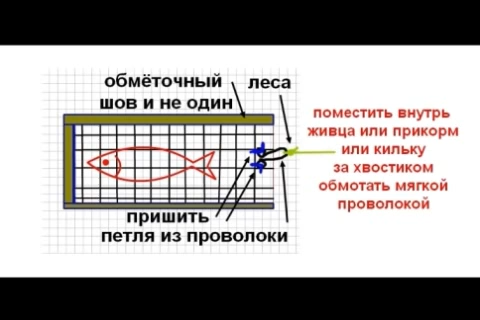 обмёточный
шов и не один
леса
поместить внутрь
живца или прикорм
или кильку
за хвостиком
обмотать мягкой
проволокой
пришить
петля из проволоки